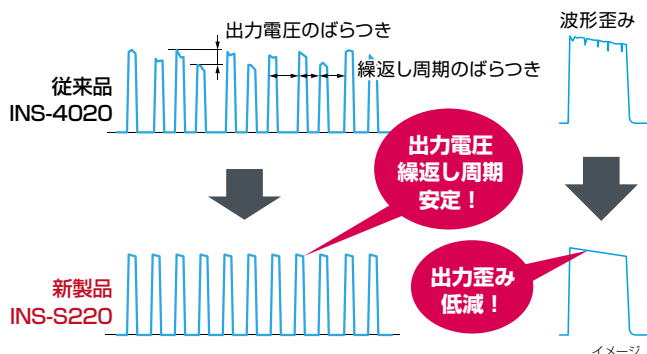 出力電圧のばらつき
波形歪み
従来品
INS-4020
繰返し周期のばらつき
出力電圧
繰返し周期
安定！
新製品
INS-S220
出力歪み
低減！
イメージ